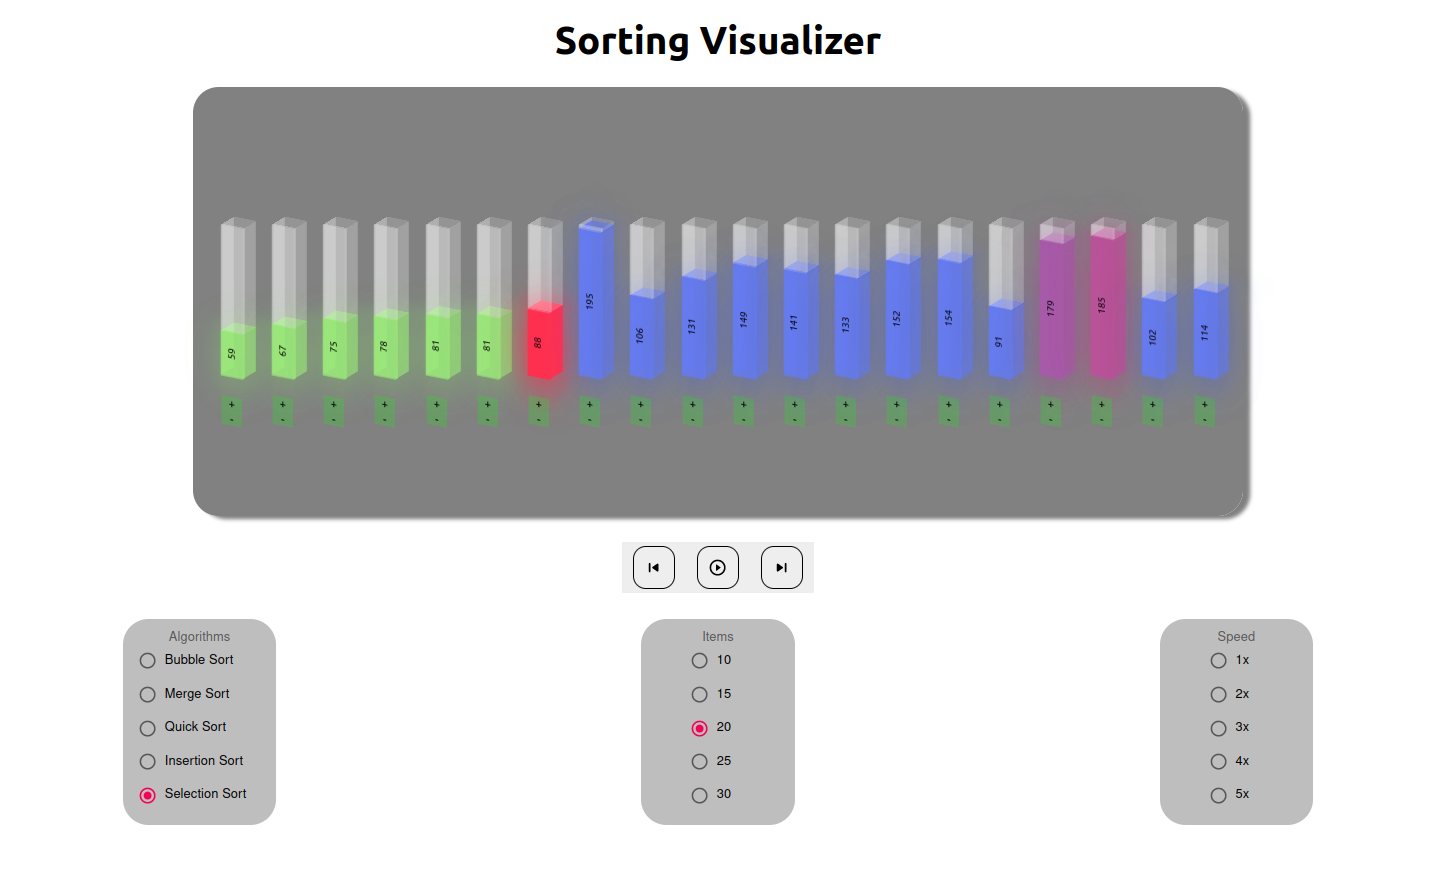 Sorting Visualizer
59 67 75 78 81 81 88 195 106 131 149 141 133 152 154 91 179 185 102 114
+ + + + + + + + + + + + + + + + + + + +
- - - - - - - - - - - - - - - - - - - -
Algorithms
Bubble Sort
Merge Sort
Quick Sort
Insertion Sort
Selection Sort
Items
10
15
20
25
30
Speed
1x
2x
3x
4x
5x